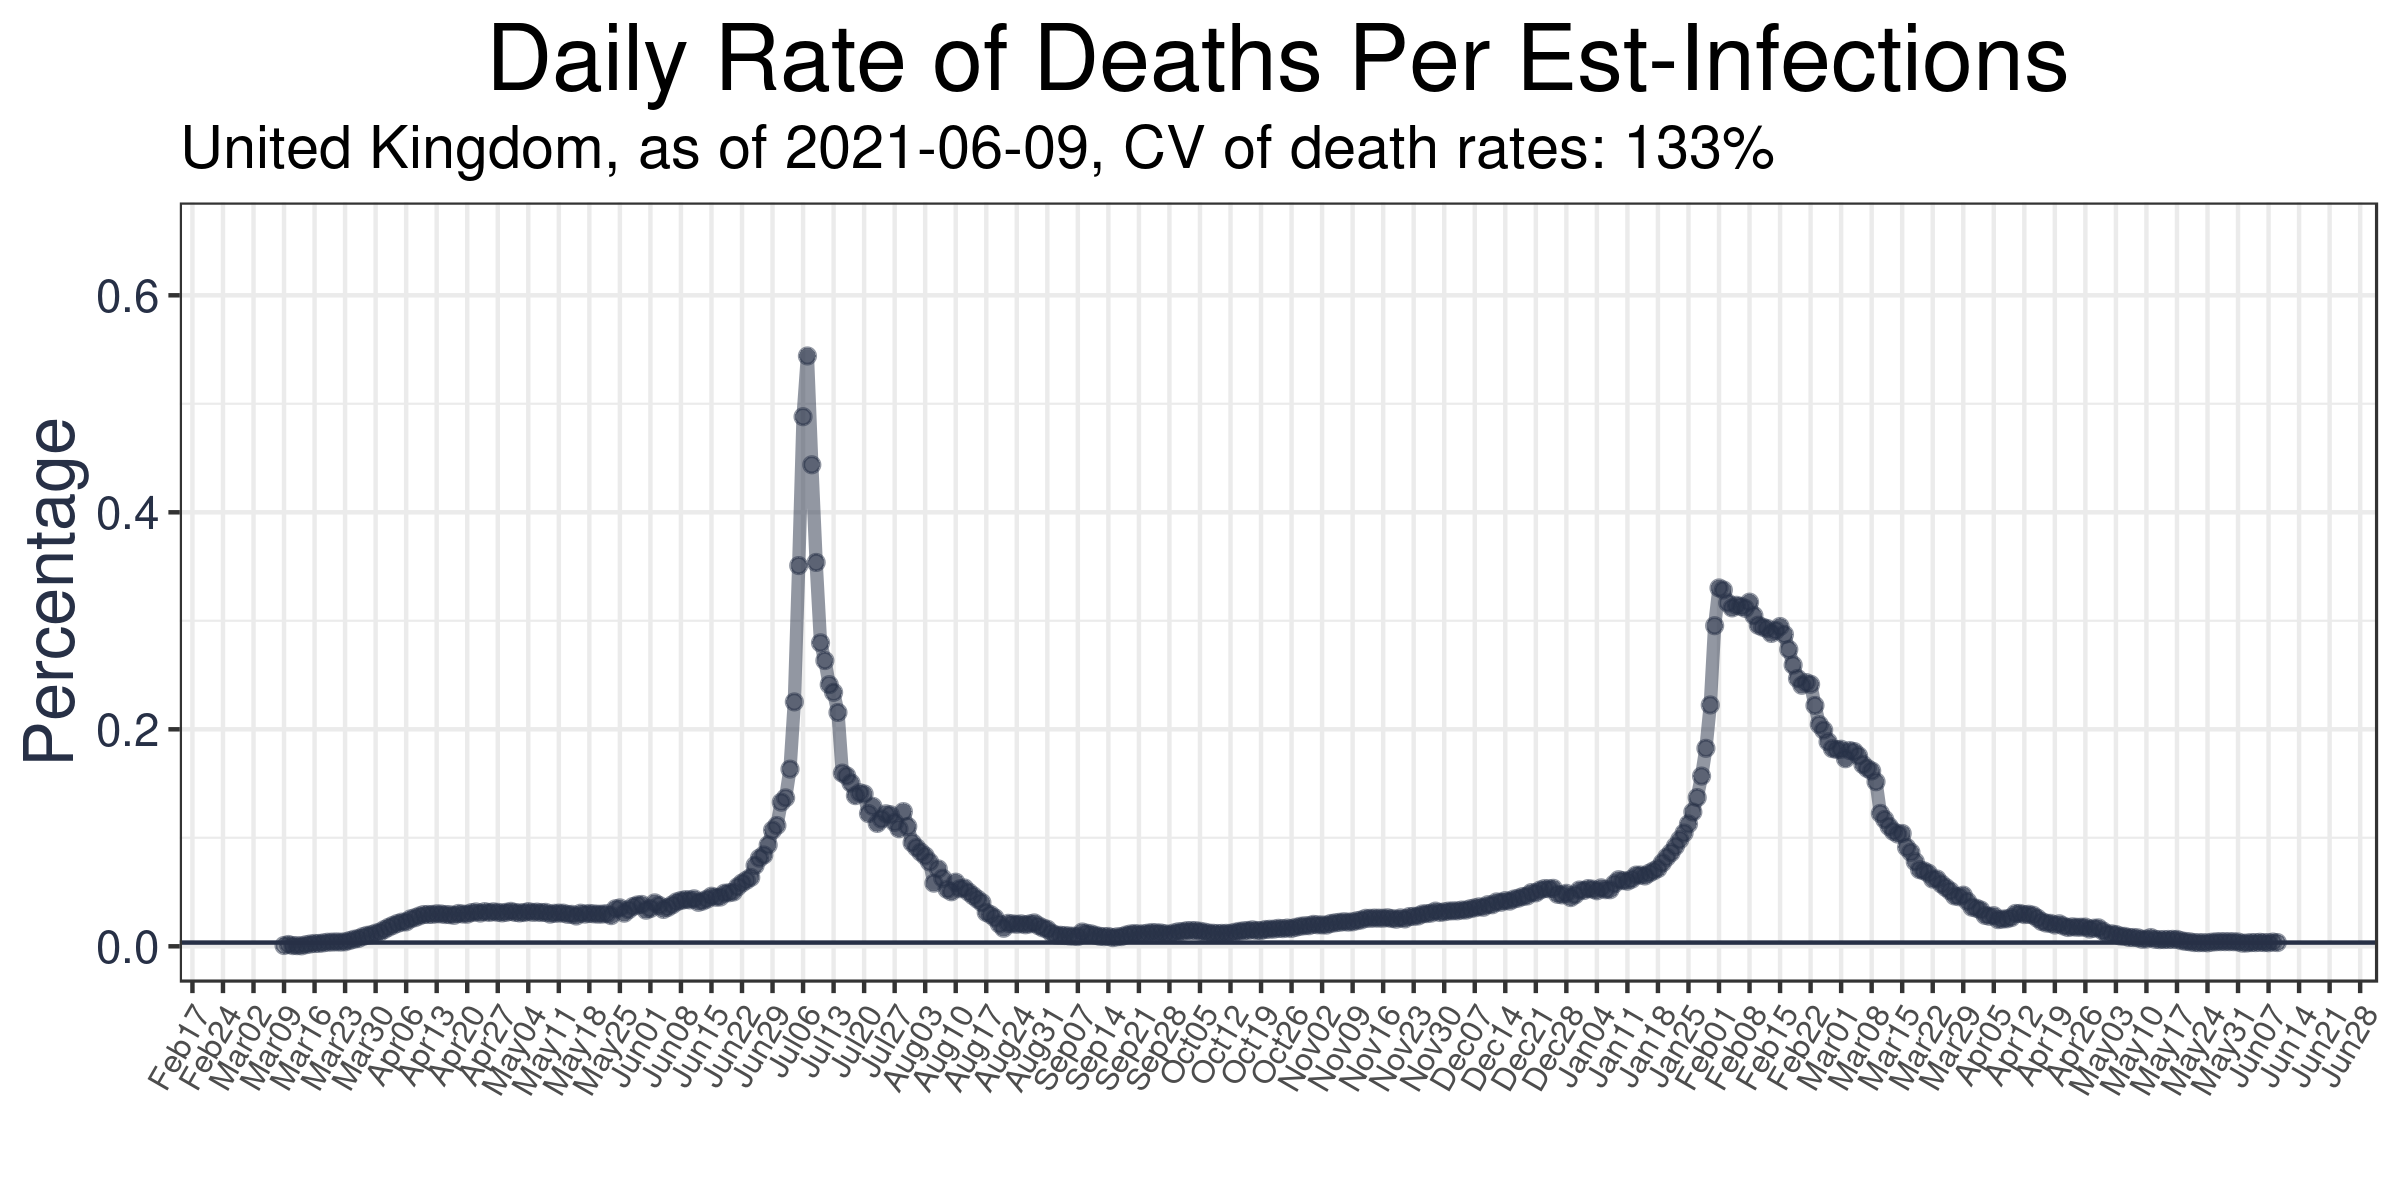 Daily Rate of Deaths Per Est-Infections
United Kingdom, as of 2021-06-09, CV of death rates: 133%
Percentage
0.6
0.4
0.2
0.0
Feb17 Feb24 Mar02 Mar09 Mar16 Mar23 Mar30 Apr06 Apr13 Apr20 Apr27 May04 May11 May18 May25 Jun01 Jun08 Jun15 Jun22 Jun29 Jul06 Jul13 Jul20 Jul27 Aug03 Aug10 Aug17 Aug24 Aug31 Sep07 Sep14 Sep21 Sep28 Oct05 Oct12 Oct19 Oct26 Nov02 Nov09 Nov16 Nov23 Nov30 Dec07 Dec14 Dec21 Dec28 Jan04 Jan11 Jan18 Jan25 Feb01 Feb08 Feb15 Feb22 Mar01 Mar08 Mar15 Mar22 Mar29 Apr05 Apr12 Apr19 Apr26 May03 May10 May17 May24 May31 Jun07 Jun14 Jun21 Jun28